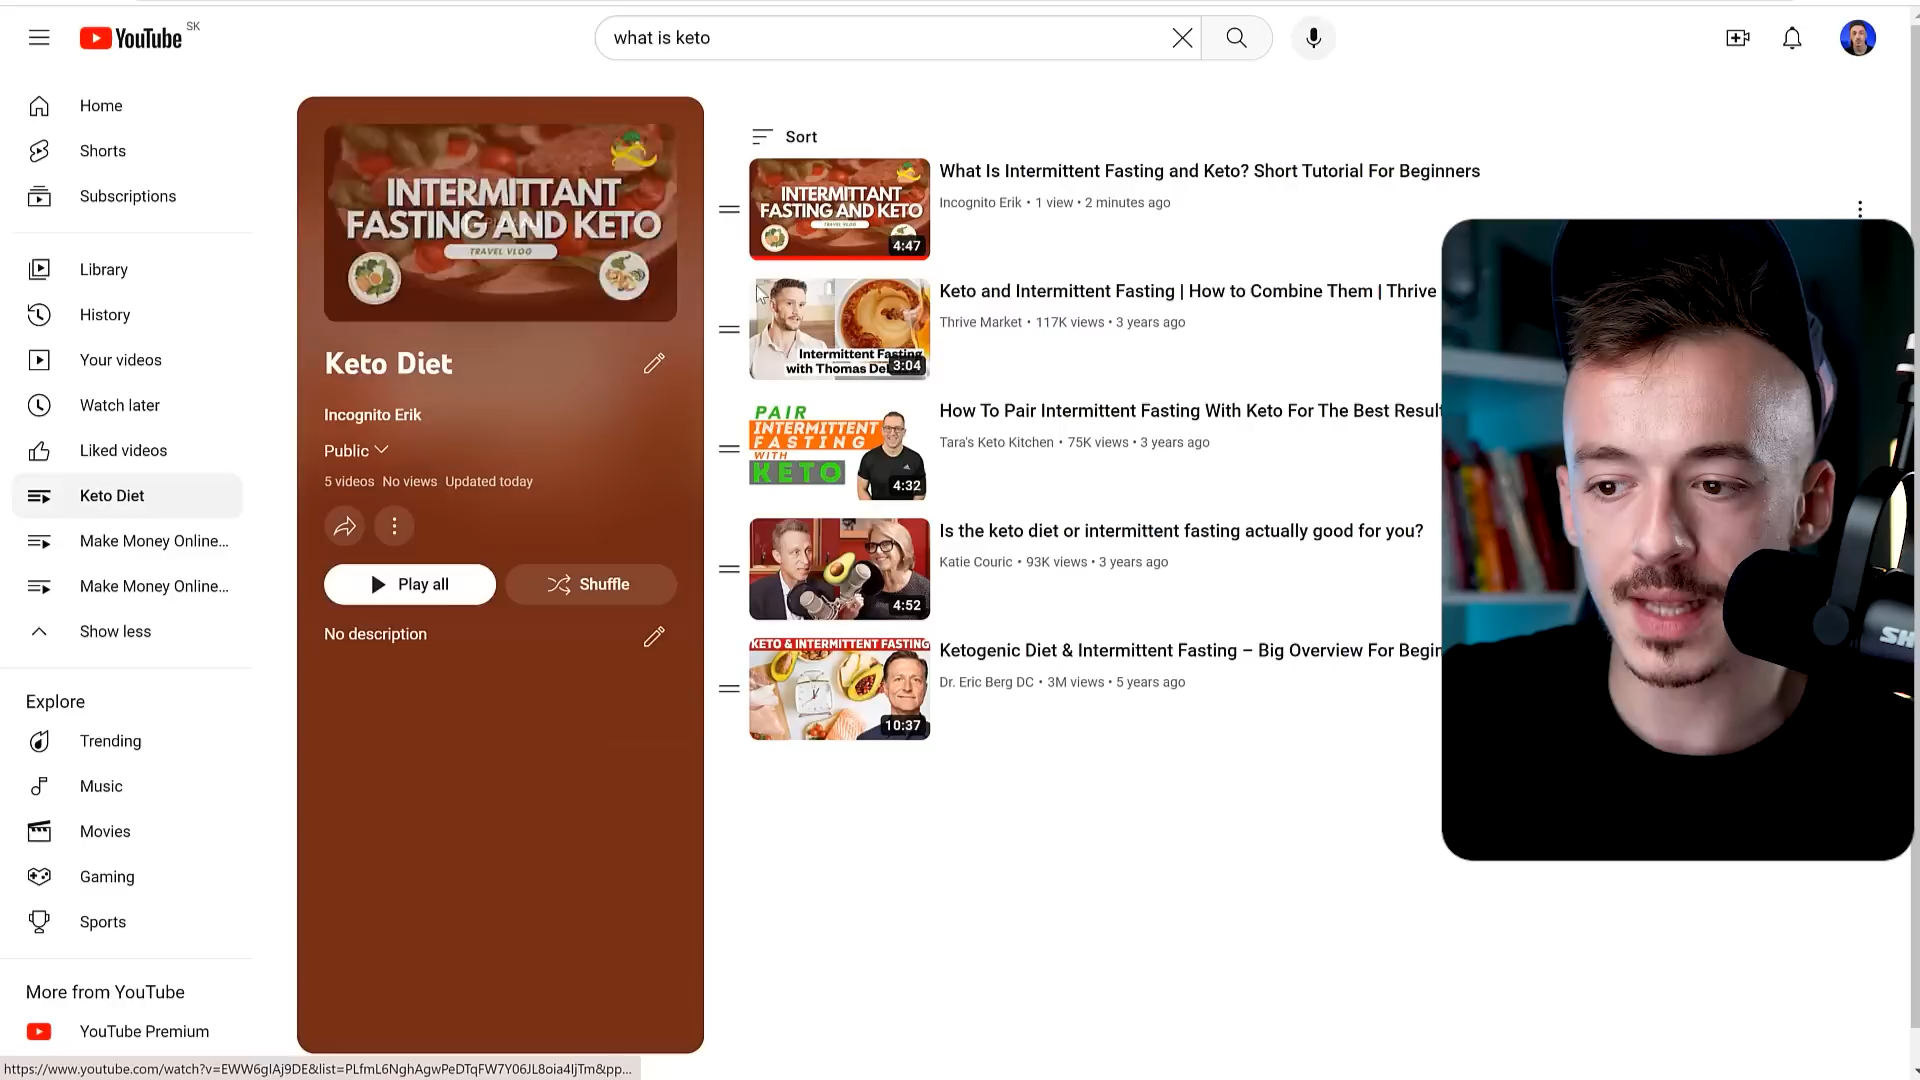 YouTube SK
what is keto
Home
Shorts
Subscriptions
Library
History
Your videos
Watch later
Liked videos
Keto Diet
Make Money Online...
Make Money Online...
Show less
Explore
Trending
Music
Movies
Gaming
Sports
More from YouTube
YouTube Premium
https://www.youtube.com/watch?v=EWW6gIAj9DE&list=PLfmL6NghAgwPeDTqFW7Y06JL8oia4IjTm&pp...
INTERMITTANT
FASTING AND KETO
TRAVEL VLOG
Keto Diet
Incognito Erik
Public
5 videos No views Updated today
Play all
Shuffle
No description
Sort
INTERMITTANT
FASTING AND KETO
TRAVEL VLOG
4:47
What Is Intermittent Fasting and Keto? Short Tutorial For Beginners
Incognito Erik • 1 view • 2 minutes ago
Intermittent Fasting
with Thomas De
3:04
Keto and Intermittent Fasting | How to Combine Them | Thrive
Thrive Market • 117K views • 3 years ago
PAIR
INTERMITTENT
FASTING
WITH
KETO
4:32
How To Pair Intermittent Fasting With Keto For The Best Result
Tara's Keto Kitchen • 75K views • 3 years ago
4:52
Is the keto diet or intermittent fasting actually good for you?
Katie Couric • 93K views • 3 years ago
KETO & INTERMITTENT FASTING
10:37
Ketogenic Diet & Intermittent Fasting – Big Overview For Begin
Dr. Eric Berg DC • 3M views • 5 years ago
SH